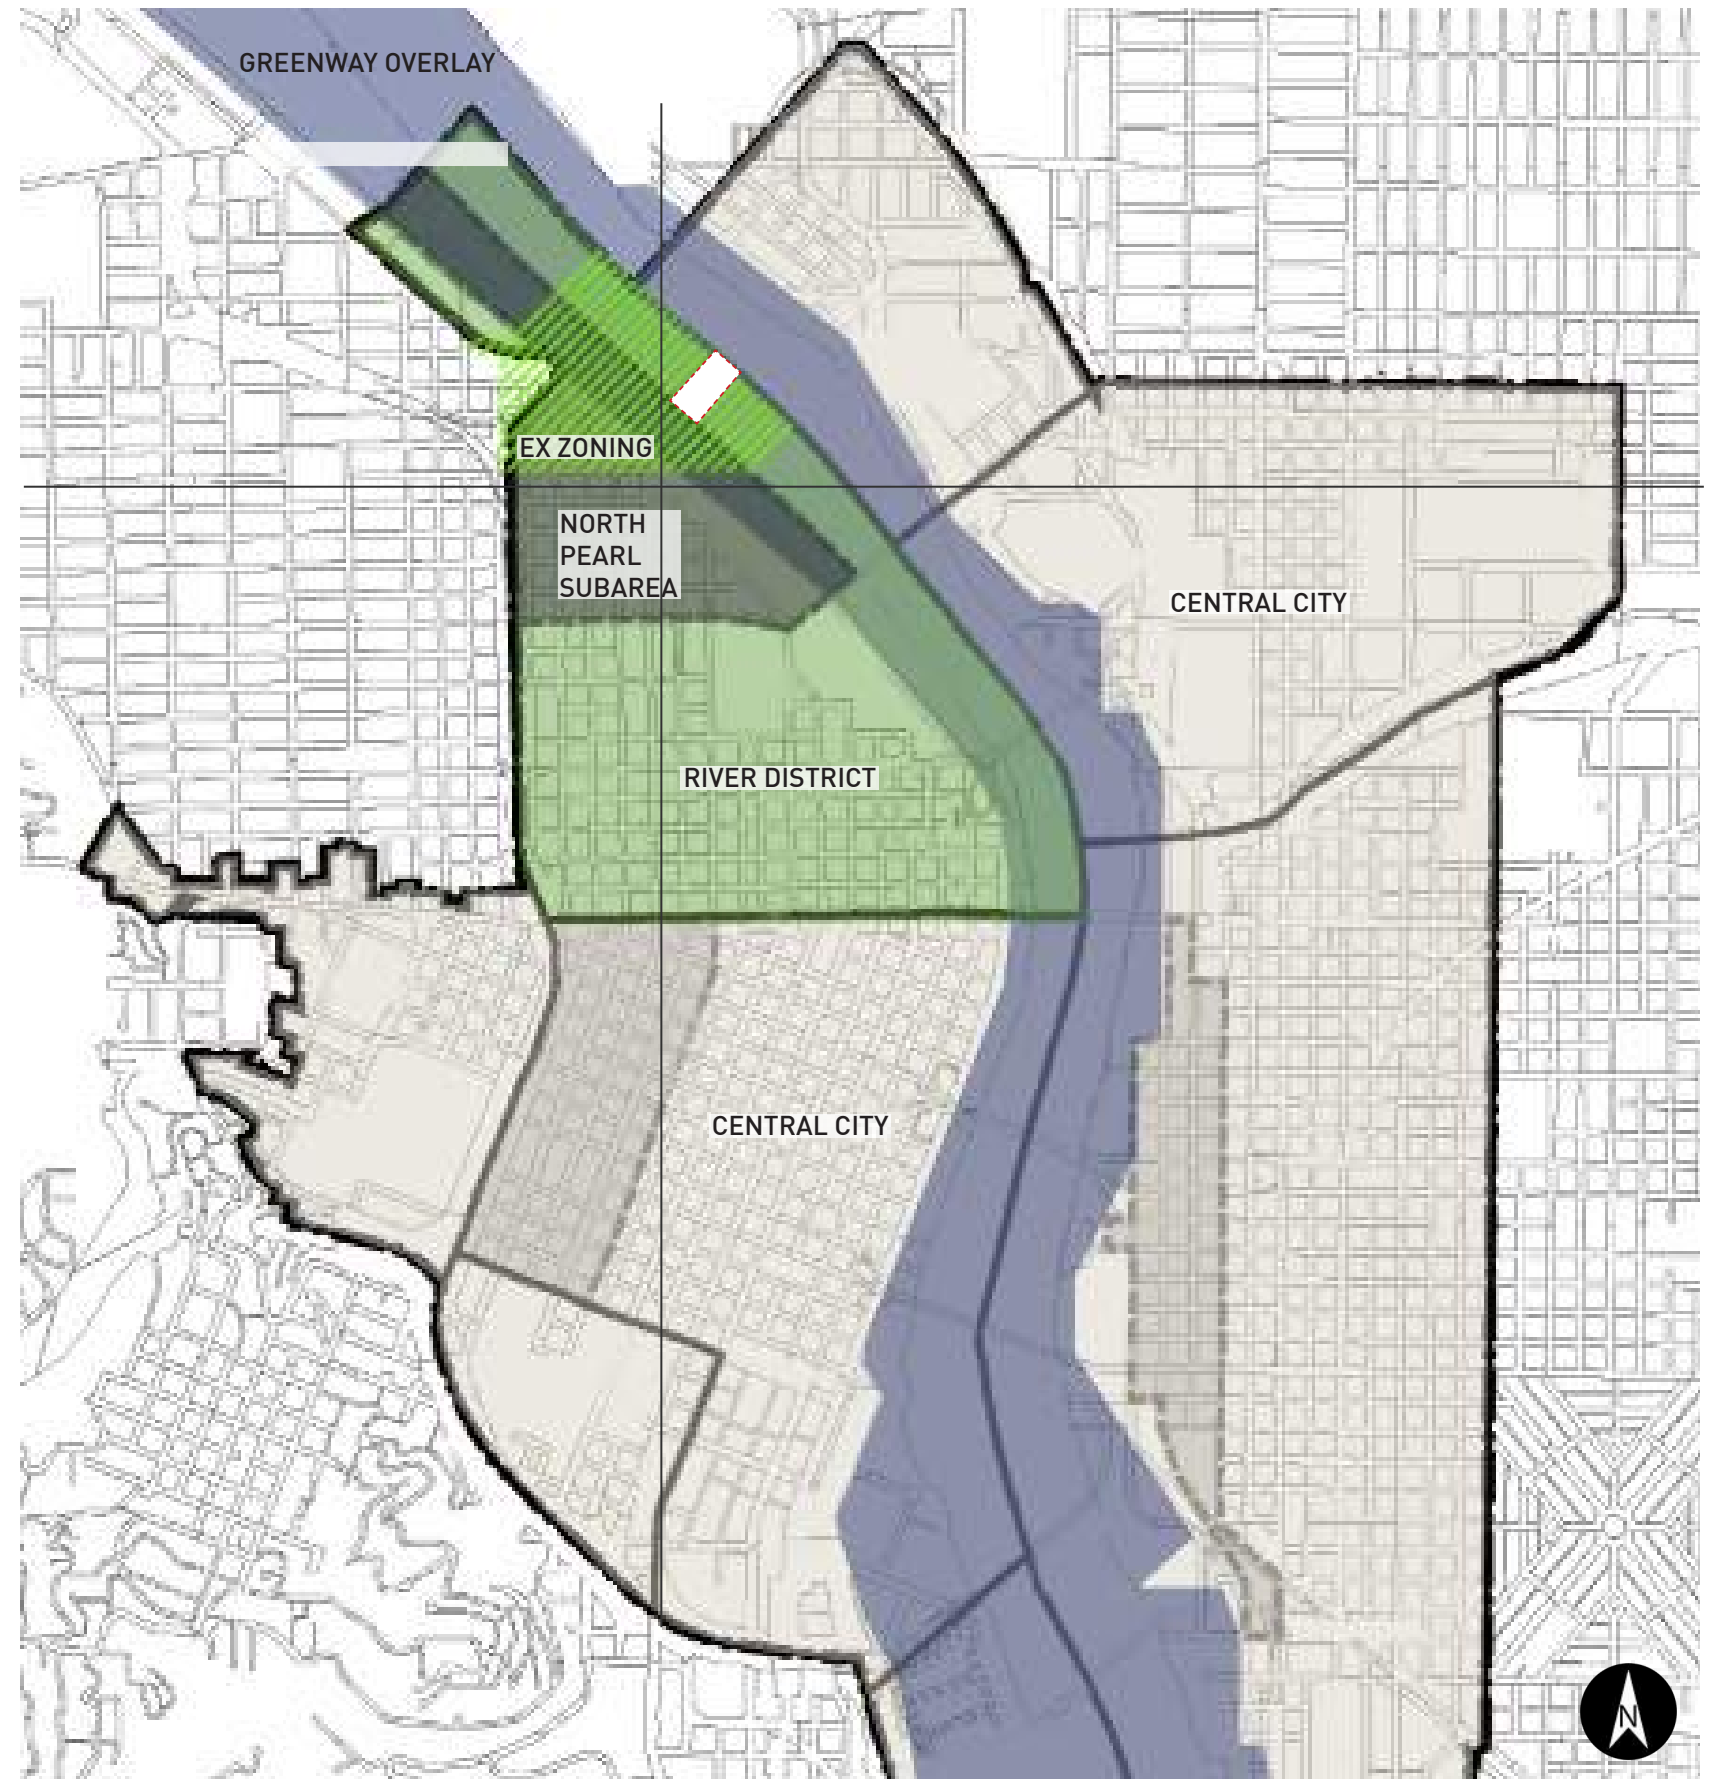 GREENWAY OVERLAY
EX ZONING
NORTH
PEARL
SUBAREA
CENTRAL CITY
RIVER DISTRICT
CENTRAL CITY
N